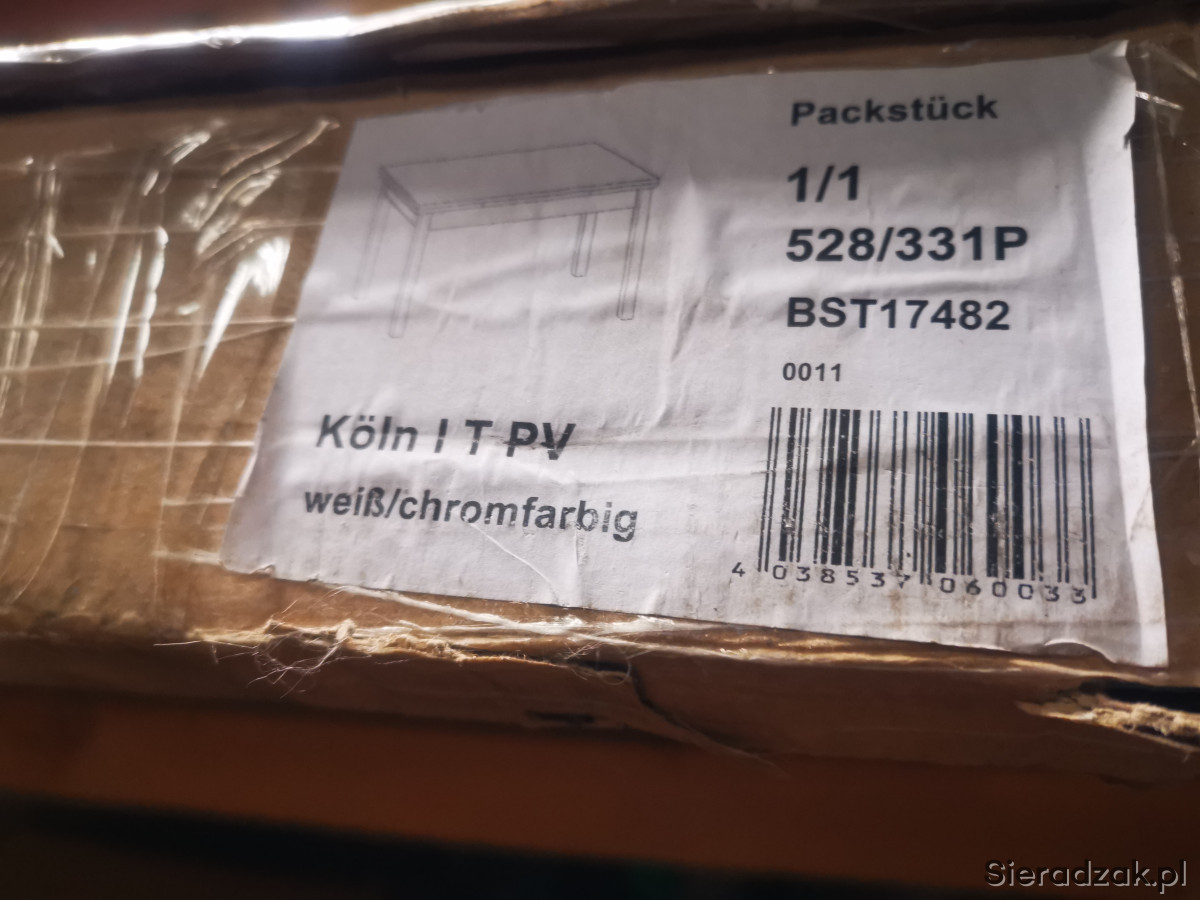 Packstück
1/1
528/331P
BST17482
0011
Köln I T PV
weiß/chromfarbig
4 038537 060033
Sieradzak.pl